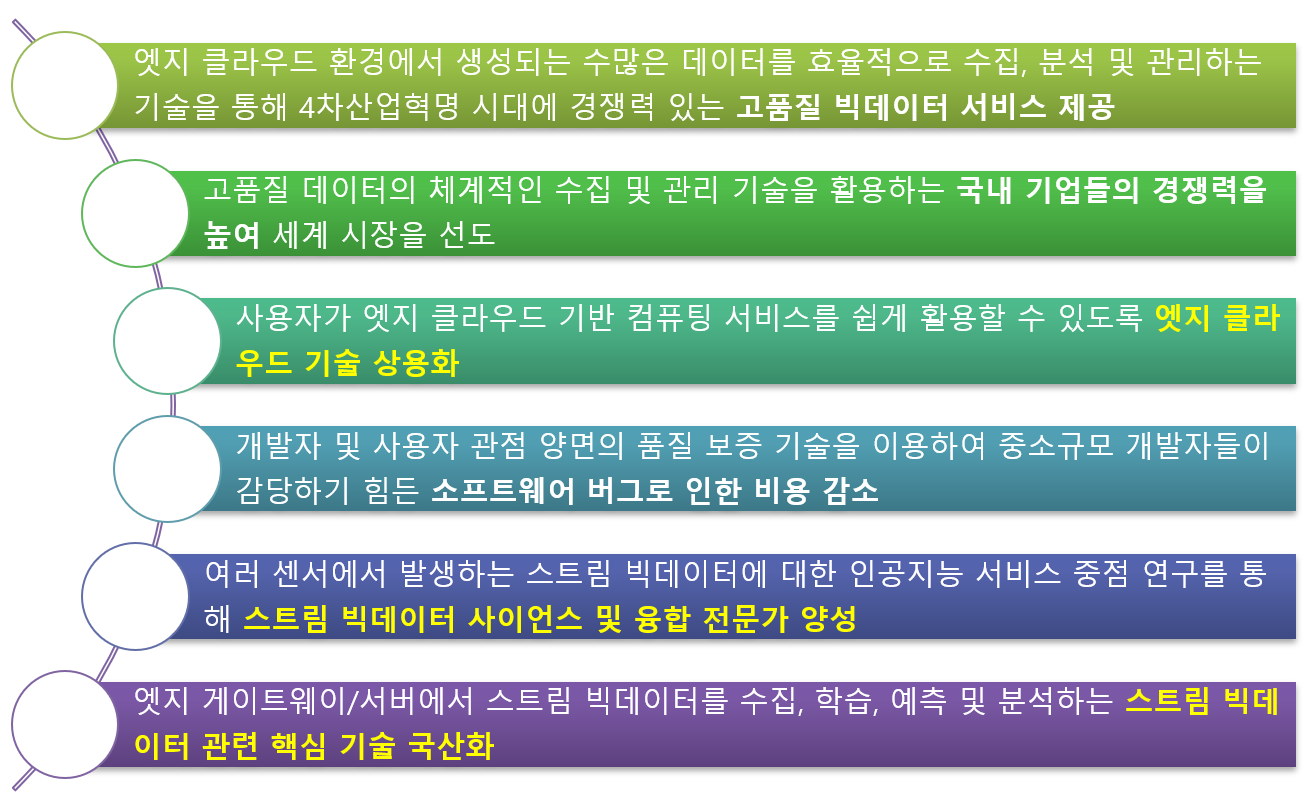 엣지 클라우드 환경에서 생성되는 수많은 데이터를 효율적으로 수집, 분석 및 관리하는
기술을 통해 4차산업혁명 시대에 경쟁력 있는 고품질 빅데이터 서비스 제공
고품질 데이터의 체계적인 수집 및 관리 기술을 활용하는 국내 기업들의 경쟁력을
높여 세계 시장을 선도
사용자가 엣지 클라우드 기반 컴퓨팅 서비스를 쉽게 활용할 수 있도록 엣지 클라
우드 기술 상용화
개발자 및 사용자 관점 양면의 품질 보증 기술을 이용하여 중소규모 개발자들이
감당하기 힘든 소프트웨어 버그로 인한 비용 감소
여러 센서에서 발생하는 스트림 빅데이터에 대한 인공지능 서비스 중점 연구를 통
해 스트림 빅데이터 사이언스 및 융합 전문가 양성
엣지 게이트웨이/서버에서 스트림 빅데이터를 수집, 학습, 예측 및 분석하는 스트림 빅데
이터 관련 핵심 기술 국산화